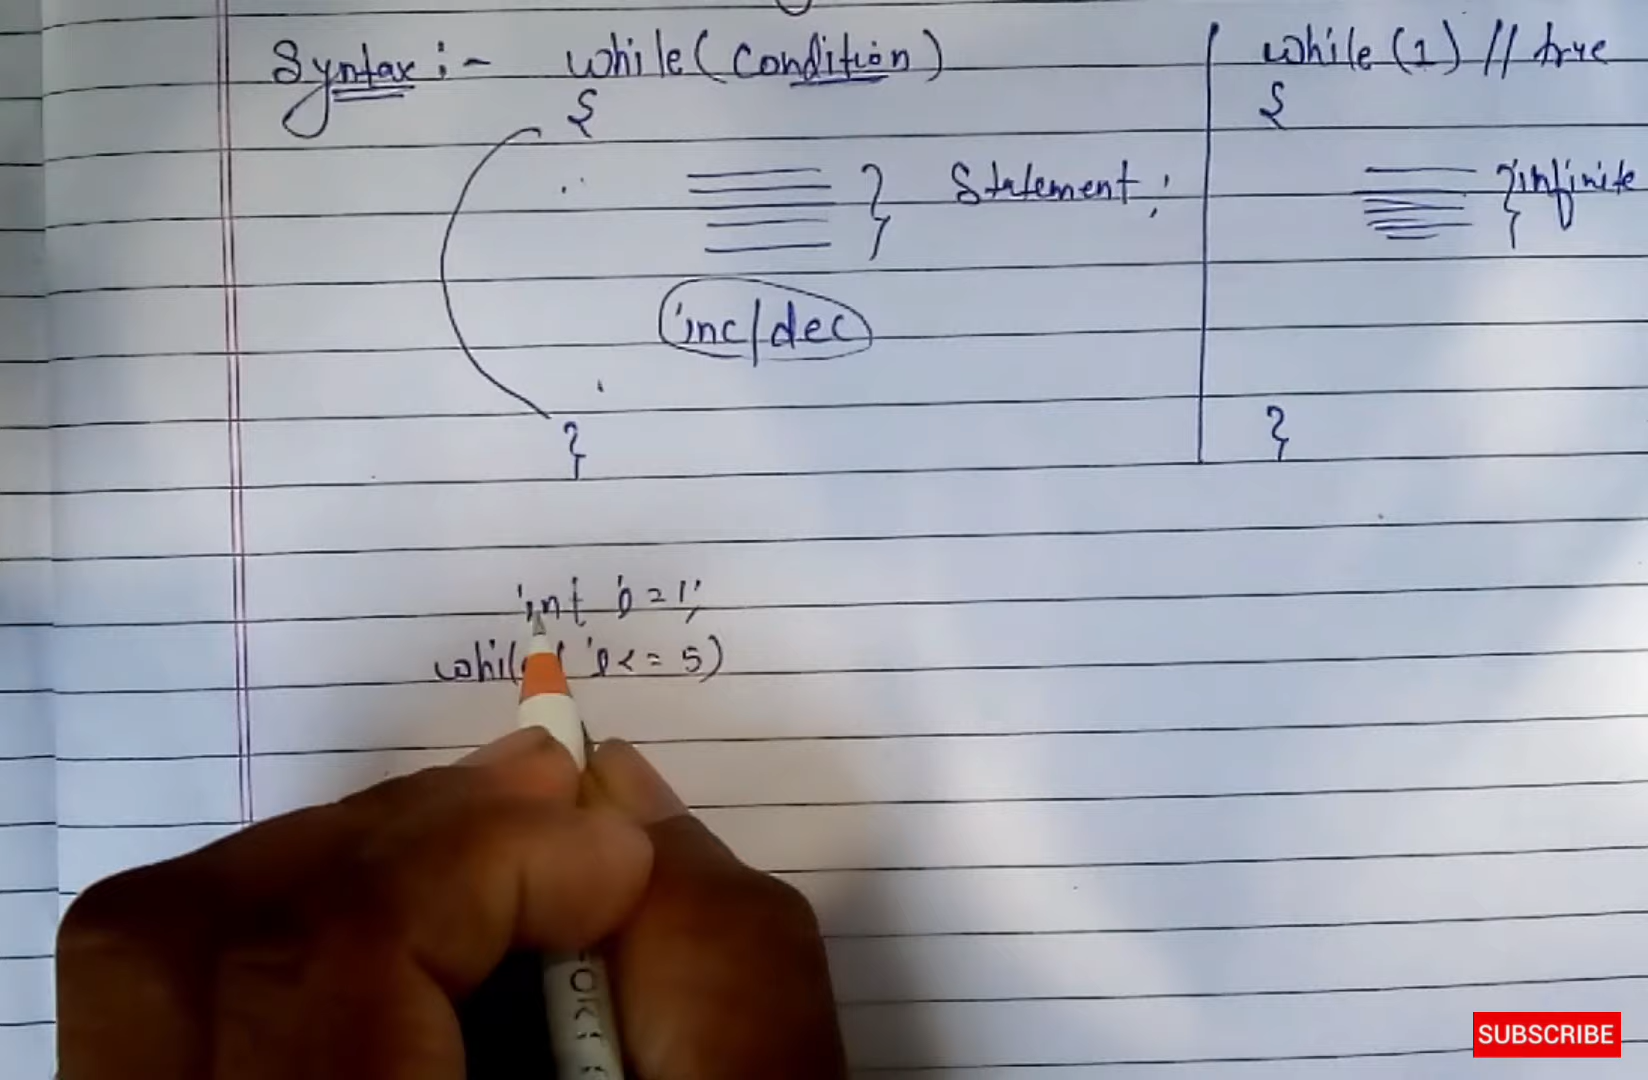 Syntax :- while(condition)
{
} Statement;
inc/dec
}
while (1) // true
{
} infinite
}
int i=1;
while( i<= 5)
SUBSCRIBE